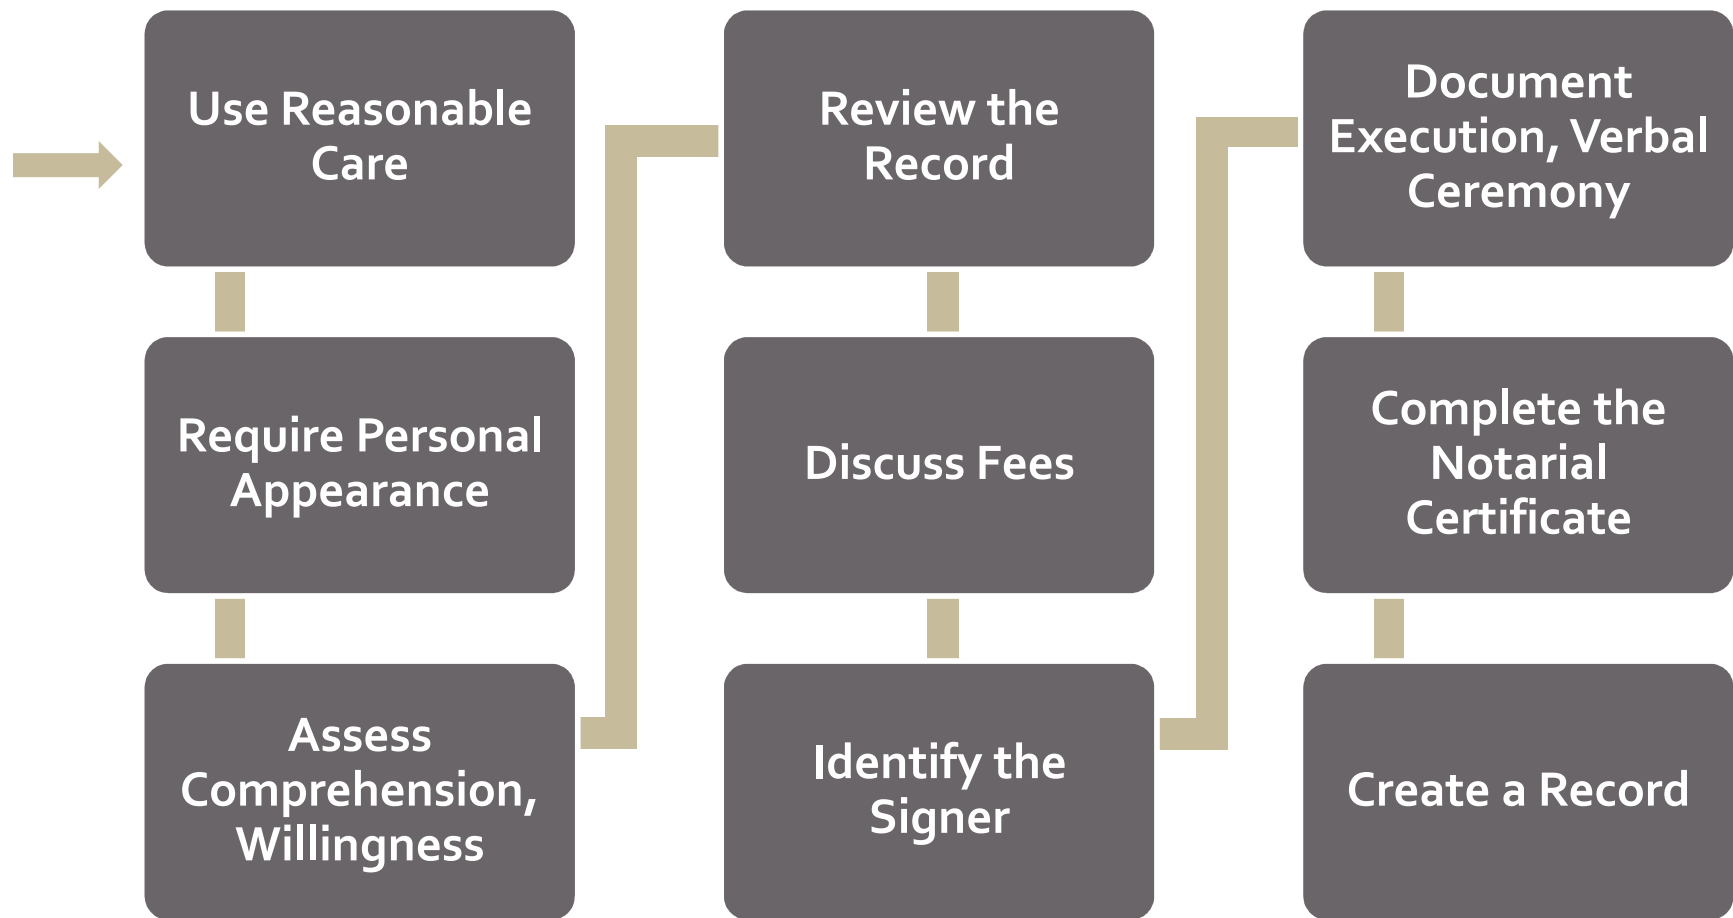 Use Reasonable
Care
Require Personal
Appearance
Assess
Comprehension,
Willingness
Review the
Record
Discuss Fees
Identify the
Signer
Document
Execution, Verbal
Ceremony
Complete the
Notarial
Certificate
Create a Record